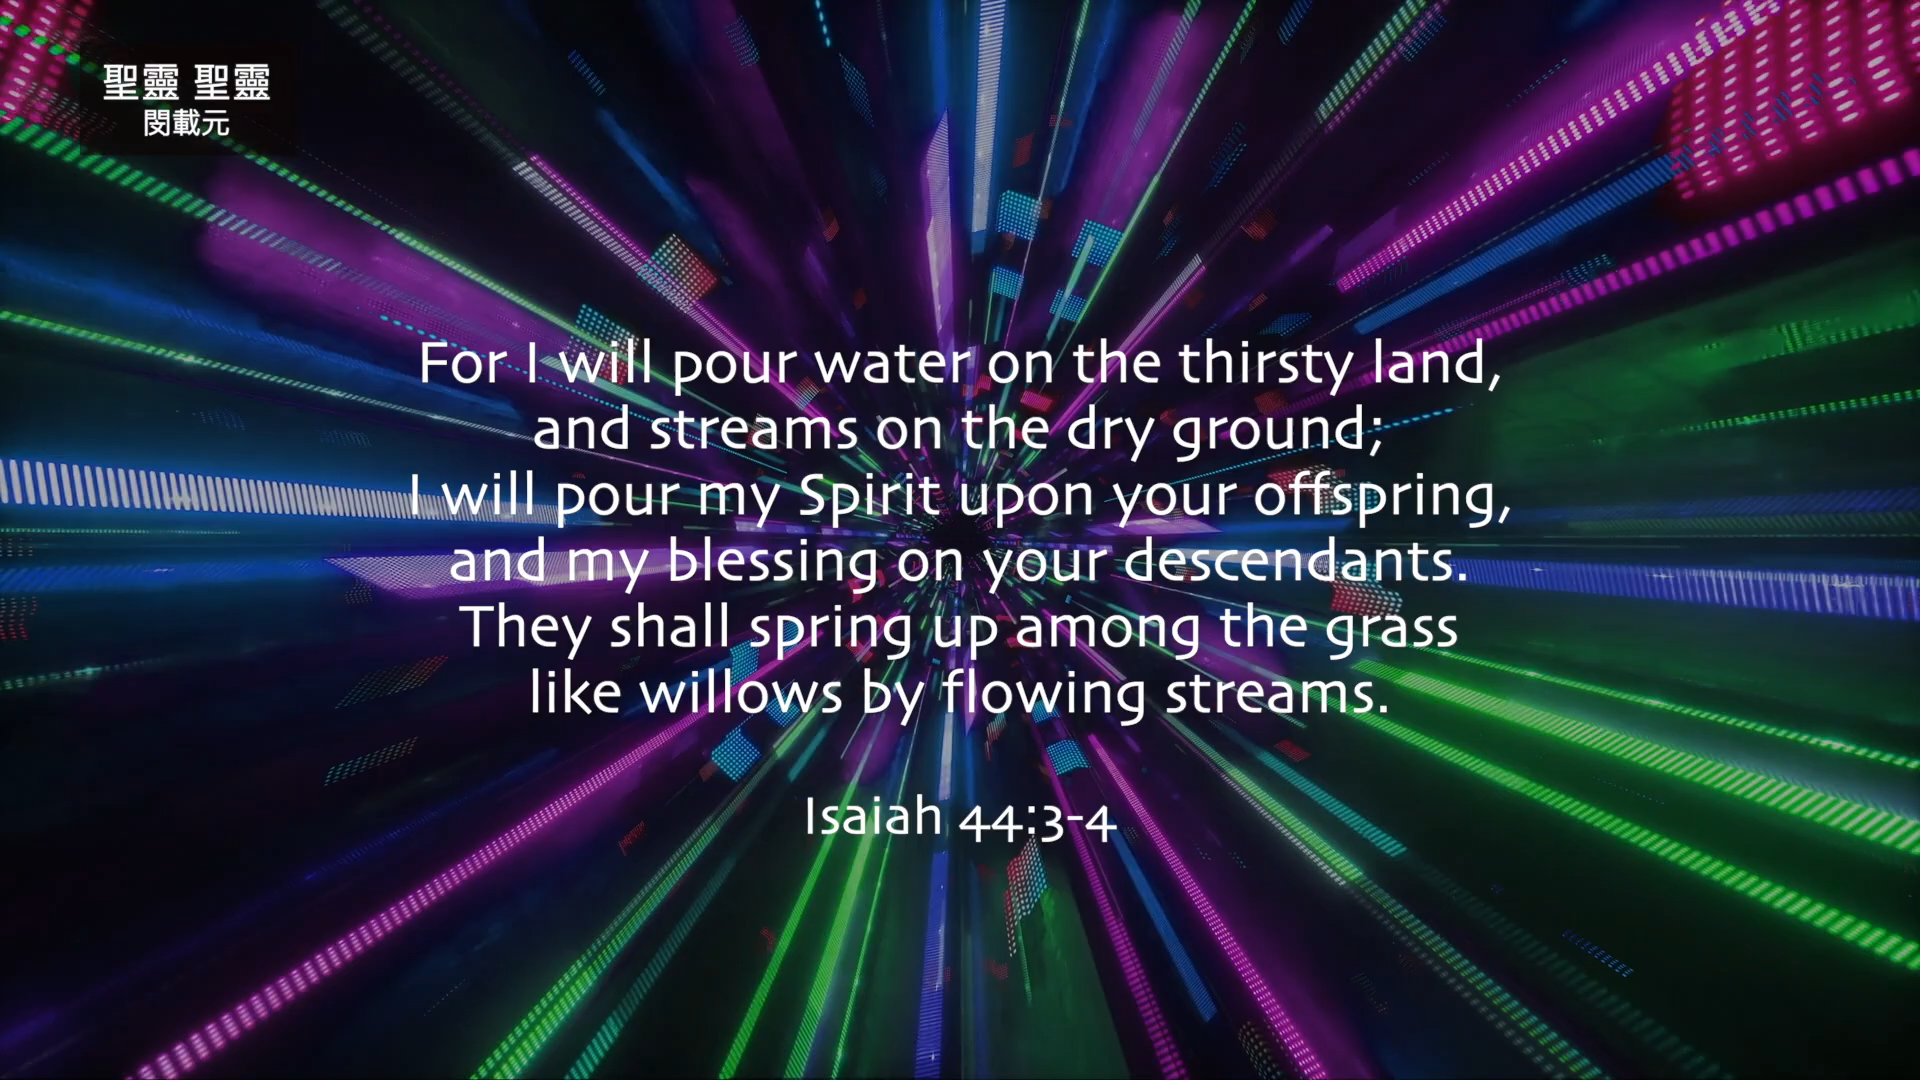 聖靈 聖靈
閔載元
For I will pour water on the thirsty land,
and streams on the dry ground;
I will pour my Spirit upon your offspring,
and my blessing on your descendants.
They shall spring up among the grass
like willows by flowing streams.
Isaiah 44:3-4